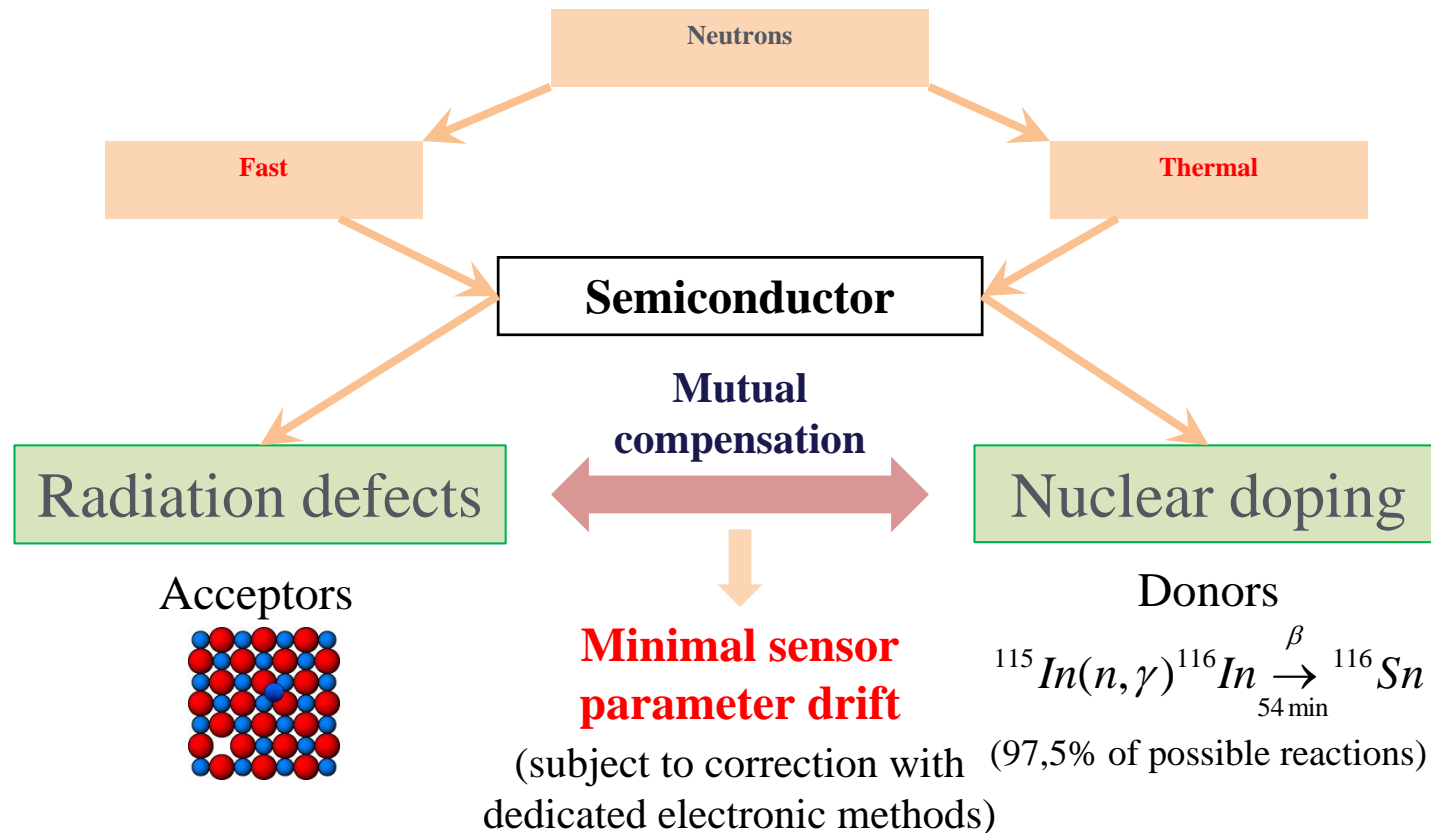 Neutrons
Fast
Thermal
Semiconductor
Mutual
compensation
Radiation defects
Nuclear doping
Acceptors
Donors
¹¹⁵In(n,γ)¹¹⁶In →[β / 54 min] ¹¹⁶Sn
(97,5% of possible reactions)
Minimal sensor
parameter drift
(subject to correction with
dedicated electronic methods)